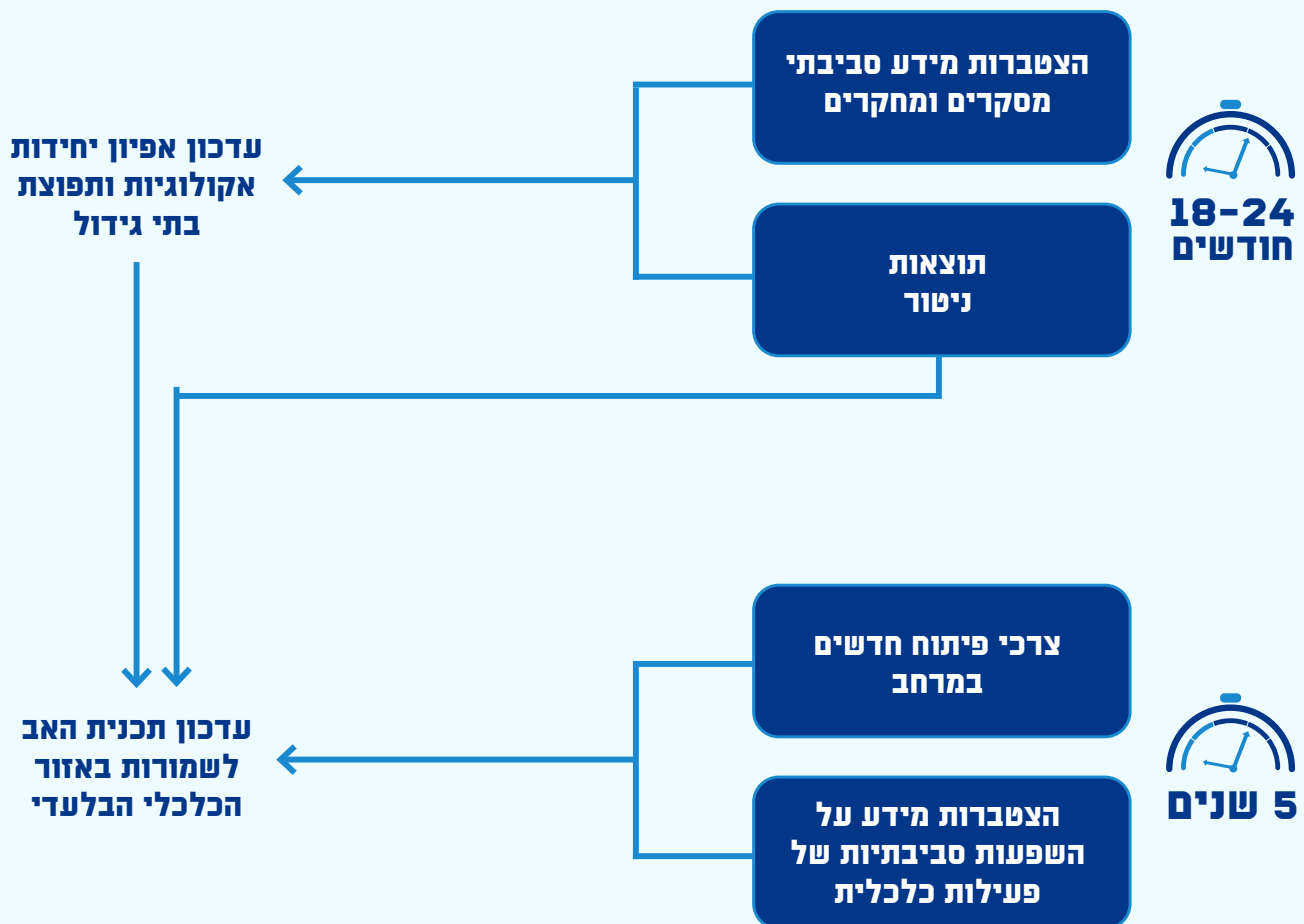 הצטברות מידע סביבתי
מסקרים ומחקרים
18-24
חודשים
תוצאות
ניטור
עדכון אפיון יחידות
אקולוגיות ותפוצת
בתי גידול
צרכי פיתוח חדשים
במרחב
5 שנים
הצטברות מידע על
השפעות סביבתיות של
פעילות כלכלית
עדכון תכנית האב
לשמורות באזור
הכלכלי הבלעדי